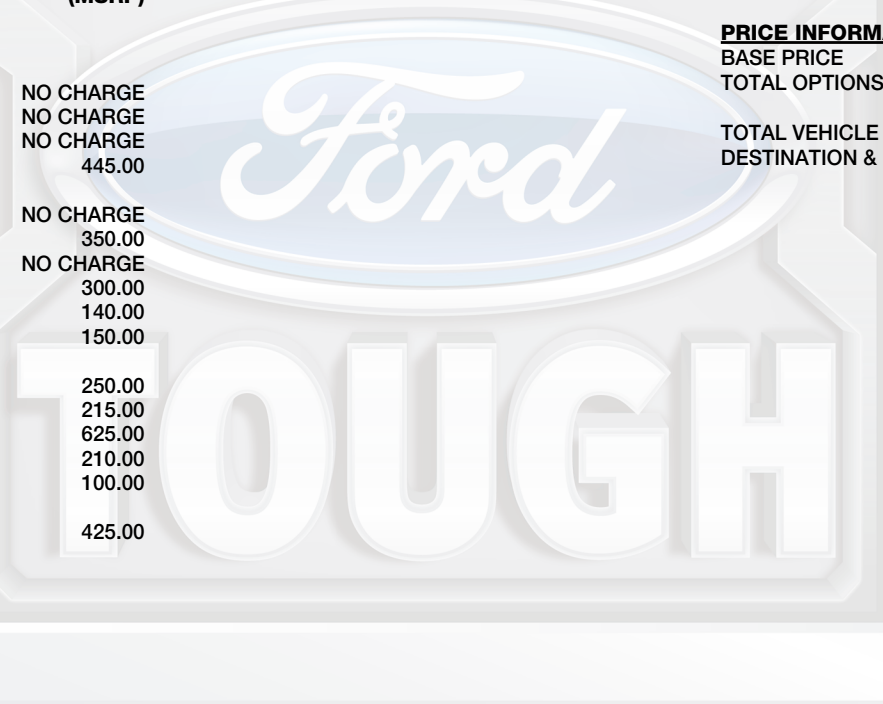 (MSRP)
NO CHARGE
NO CHARGE
NO CHARGE
445.00
NO CHARGE
350.00
NO CHARGE
300.00
140.00
150.00
250.00
215.00
625.00
210.00
100.00
425.00
PRICE INFORMA
BASE PRICE
TOTAL OPTIONS
TOTAL VEHICLE
DESTINATION &
Ford
TOUGH